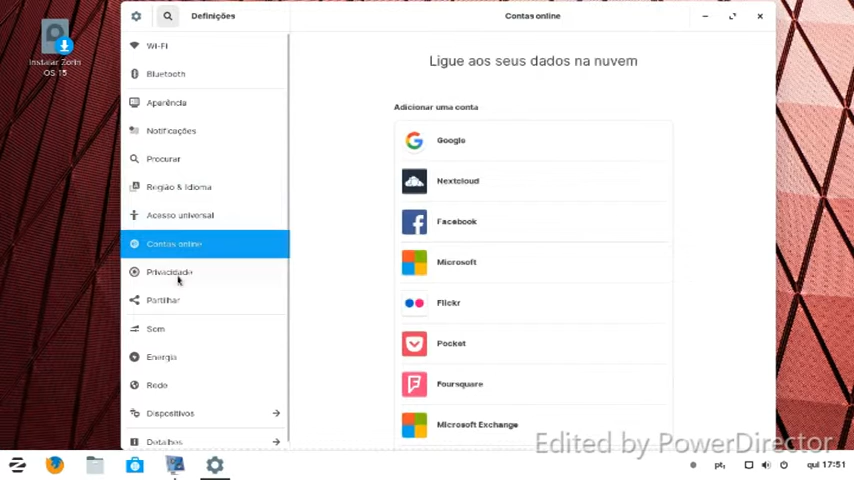 Definições
Contas online
Instalar Zorin
OS 15
Wi-Fi
Bluetooth
Aparência
Notificações
Procurar
Região & Idioma
Acesso universal
Contas online
Privacidade
Partilhar
Som
Energia
Rede
Dispositivos
Detalhes
Ligue aos seus dados na nuvem
Adicionar uma conta
Google
Nextcloud
Facebook
Microsoft
Flickr
Pocket
Foursquare
Microsoft Exchange
Edited by PowerDirector
pt₁
qui 17:51